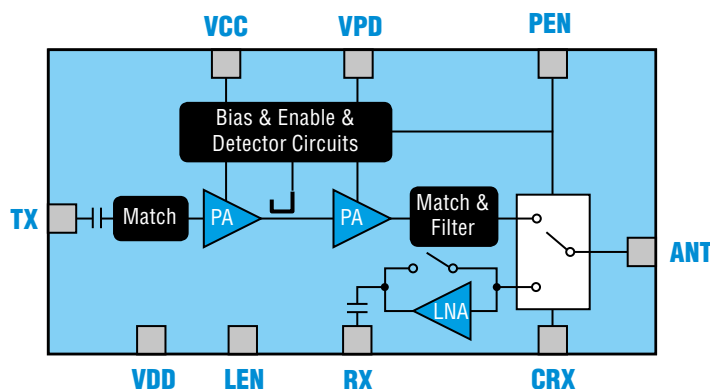 VCC VPD PEN
Bias & Enable &
Detector Circuits
TX
Match
PA
PA
Match &
Filter
ANT
LNA
VDD LEN RX CRX